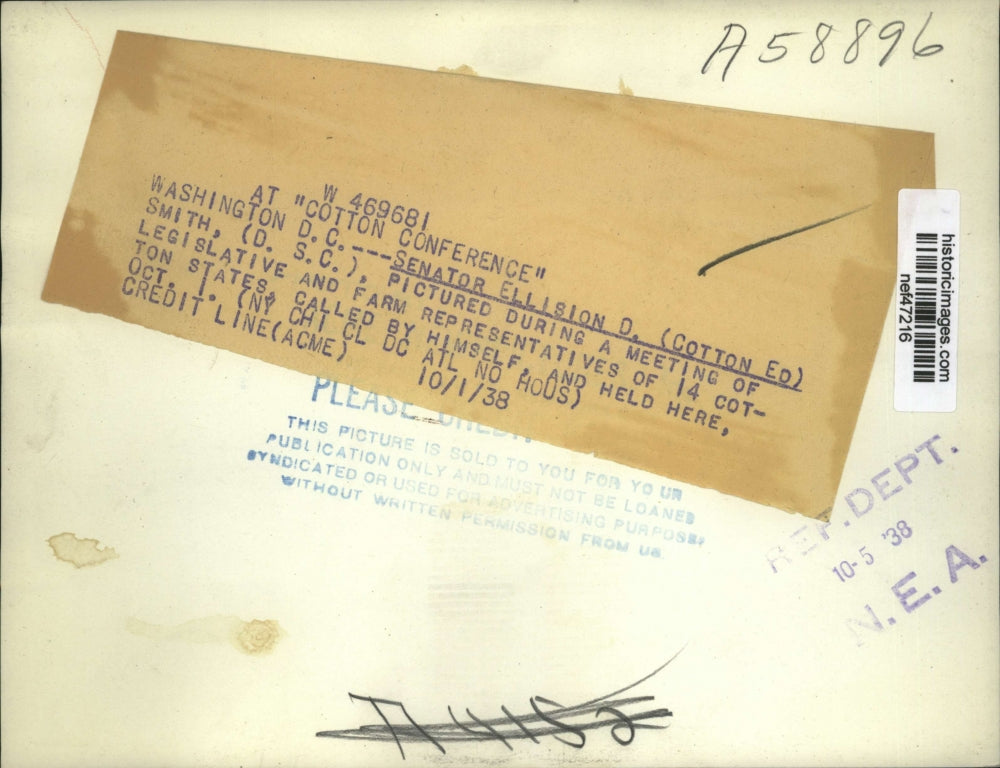 A58896
W 469681
AT "COTTON CONFERENCE"
WASHINGTON D.C.---SENATOR ELLISION D. (COTTON ED)
SMITH, (D. S.C.), PICTURED DURING A MEETING OF
LEGISLATIVE AND FARM REPRESENTATIVES OF 14 COT-
TON STATES, CALLED BY HIMSELF, AND HELD HERE,
OCT. 1. (NY CHI CL DC ATL NO HOUS)
CREDIT LINE(ACME) 10/1/38
historicimages.com
nef47216
PLEASE
THIS PICTURE IS SOLD TO YOU FOR YOUR
PUBLICATION ONLY AND MUST NOT BE LOANED
SYNDICATED OR USED FOR ADVERTISING PURPOSES
WITHOUT WRITTEN PERMISSION FROM US
REF. DEPT.
10-5 '38
N.E.A.